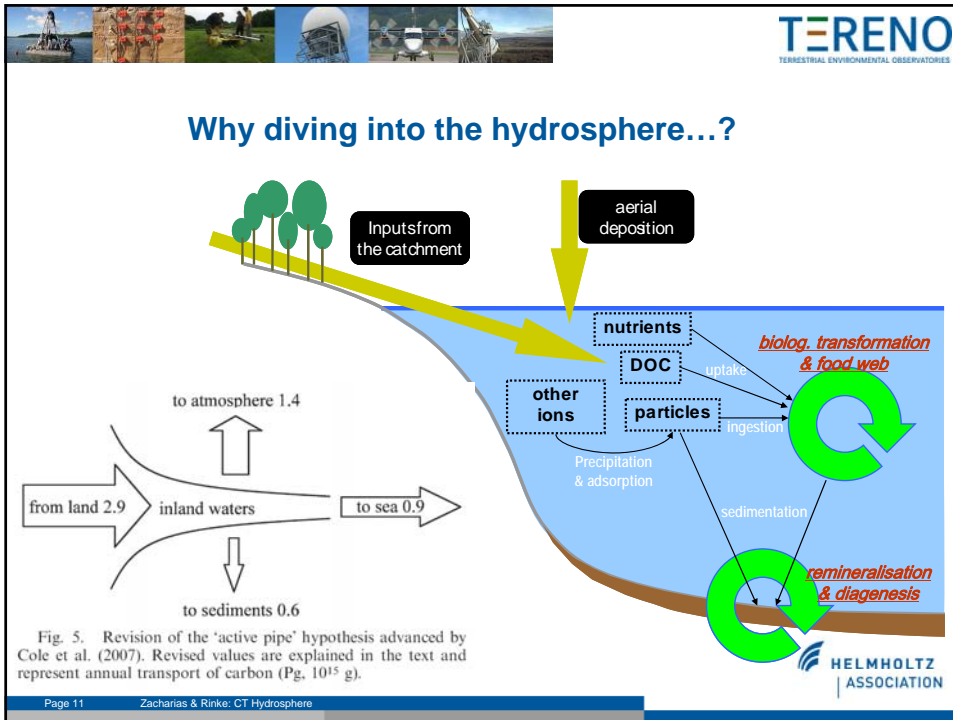 TERENO
TERRESTRIAL ENVIRONMENTAL OBSERVATORIES
Why diving into the hydrosphere…?
Inputsfrom
the catchment
aerial
deposition
nutrients
DOC
other
ions
particles
uptake
ingestion
Precipitation
& adsorption
sedimentation
biolog. transformation
& food web
remineralisation
& diagenesis
to atmosphere 1.4
from land 2.9
inland waters
to sea 0.9
to sediments 0.6
Fig. 5. Revision of the 'active pipe' hypothesis advanced by
Cole et al. (2007). Revised values are explained in the text and
represent annual transport of carbon (Pg, 10¹⁵ g).
HELMHOLTZ
ASSOCIATION
Page 11 Zacharias & Rinke: CT Hydrosphere